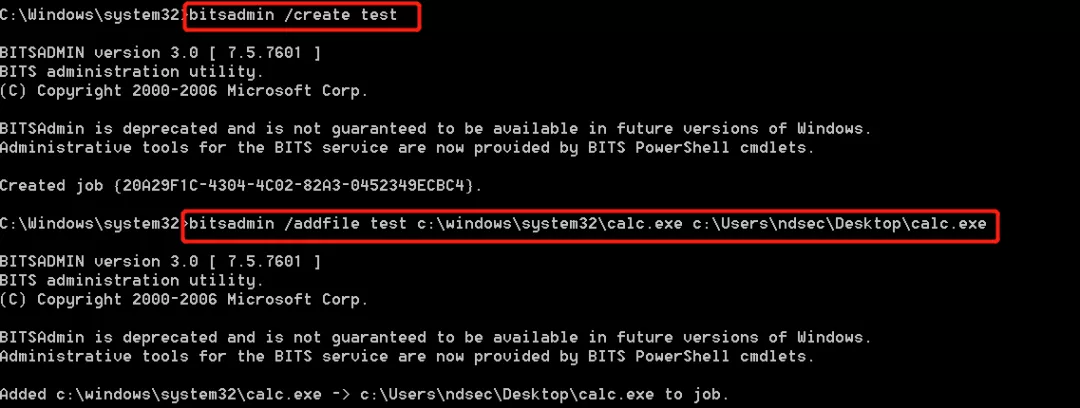 C:\Windows\system32>bitsadmin /create test
BITSADMIN version 3.0 [ 7.5.7601 ]
BITS administration utility.
(C) Copyright 2000-2006 Microsoft Corp.
BITSAdmin is deprecated and is not guaranteed to be available in future versions of Windows.
Administrative tools for the BITS service are now provided by BITS PowerShell cmdlets.
Created job {20A29F1C-4304-4C02-82A3-0452349ECBC4}.
C:\Windows\system32>bitsadmin /addfile test c:\windows\system32\calc.exe c:\Users\ndsec\Desktop\calc.exe
BITSADMIN version 3.0 [ 7.5.7601 ]
BITS administration utility.
(C) Copyright 2000-2006 Microsoft Corp.
BITSAdmin is deprecated and is not guaranteed to be available in future versions of Windows.
Administrative tools for the BITS service are now provided by BITS PowerShell cmdlets.
Added c:\windows\system32\calc.exe -> c:\Users\ndsec\Desktop\calc.exe to job.